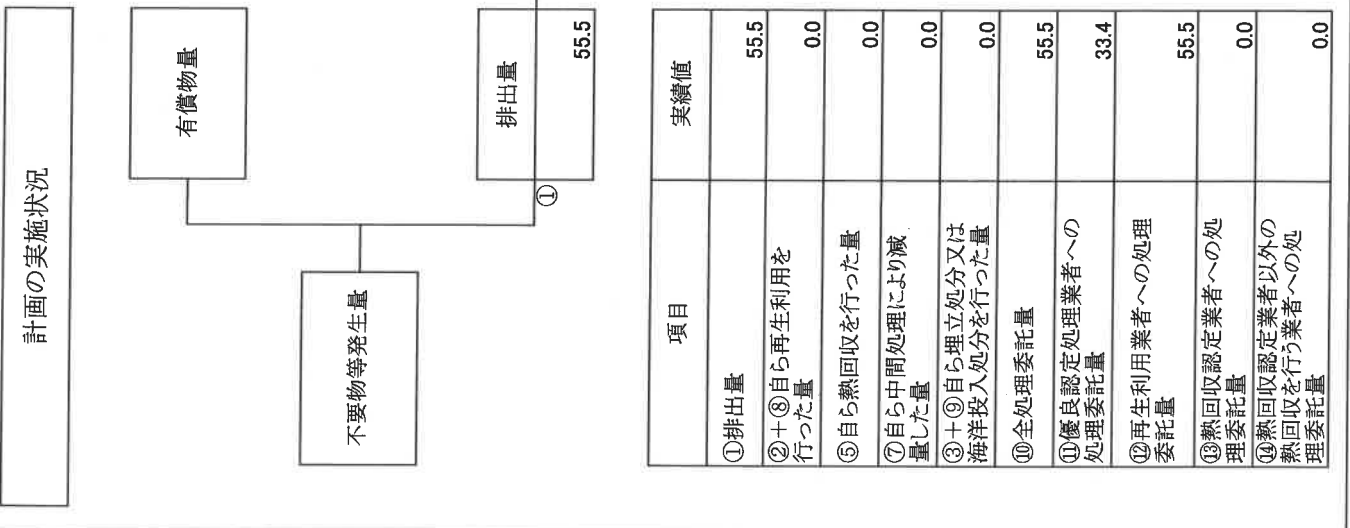 計画の実施状況
有償物量
不要物等発生量
①
排出量
55.5
項目
実績値
①排出量
55.5
②+⑧自ら再生利用を
行った量
0.0
⑤自ら熱回収を行った量
0.0
⑦自ら中間処理により減
量した量
0.0
③+⑨自ら埋立処分又は
海洋投入処分を行った量
0.0
⑩全処理委託量
55.5
⑪優良認定処理業者への
処理委託量
33.4
⑫再生利用業者への処理
委託量
55.5
⑬熱回収認定業者への処
理委託量
0.0
⑭熱回収認定業者以外の
熱回収を行う業者への処
理委託量
0.0